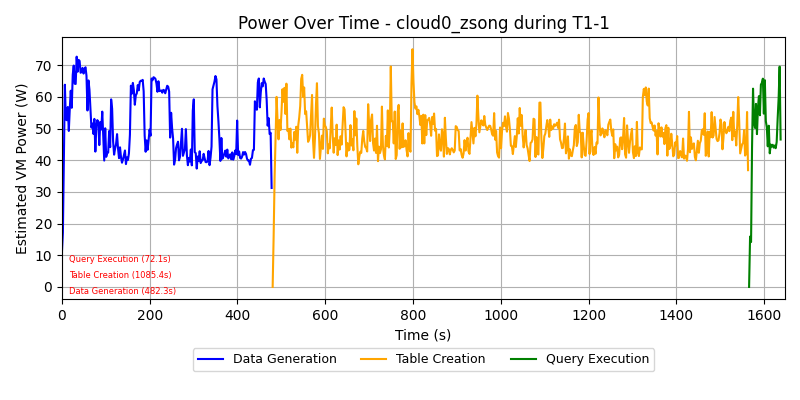 Power Over Time - cloud0_zsong during T1-1
Estimated VM Power (W)
70
60
50
40
30
20
10
0
Query Execution (72.1s)
Table Creation (1085.4s)
Data Generation (482.3s)
0 200 400 600 800 1000 1200 1400 1600
Time (s)
Data Generation Table Creation Query Execution